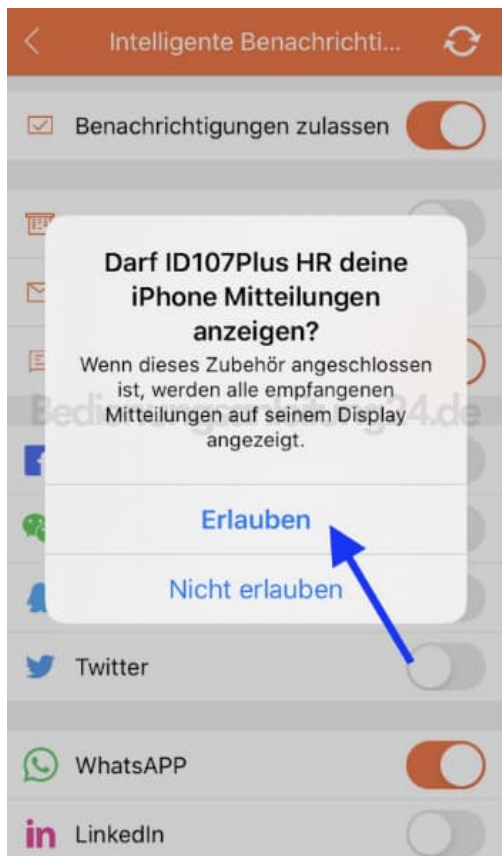 Intelligente Benachrichti...
Benachrichtigungen zulassen
Darf ID107Plus HR deine
iPhone Mitteilungen
anzeigen?
Wenn dieses Zubehör angeschlossen
ist, werden alle empfangenen
Mitteilungen auf seinem Display
angezeigt.
Erlauben
Nicht erlauben
Twitter
WhatsAPP
in LinkedIn